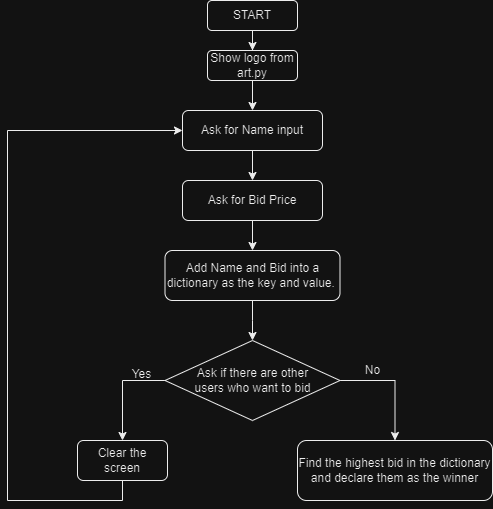 START
Show logo from
art.py
Ask for Name input
Ask for Bid Price
Add Name and Bid into a
dictionary as the key and value.
Ask if there are other
users who want to bid
Yes
No
Clear the
screen
Find the highest bid in the dictionary
and declare them as the winner